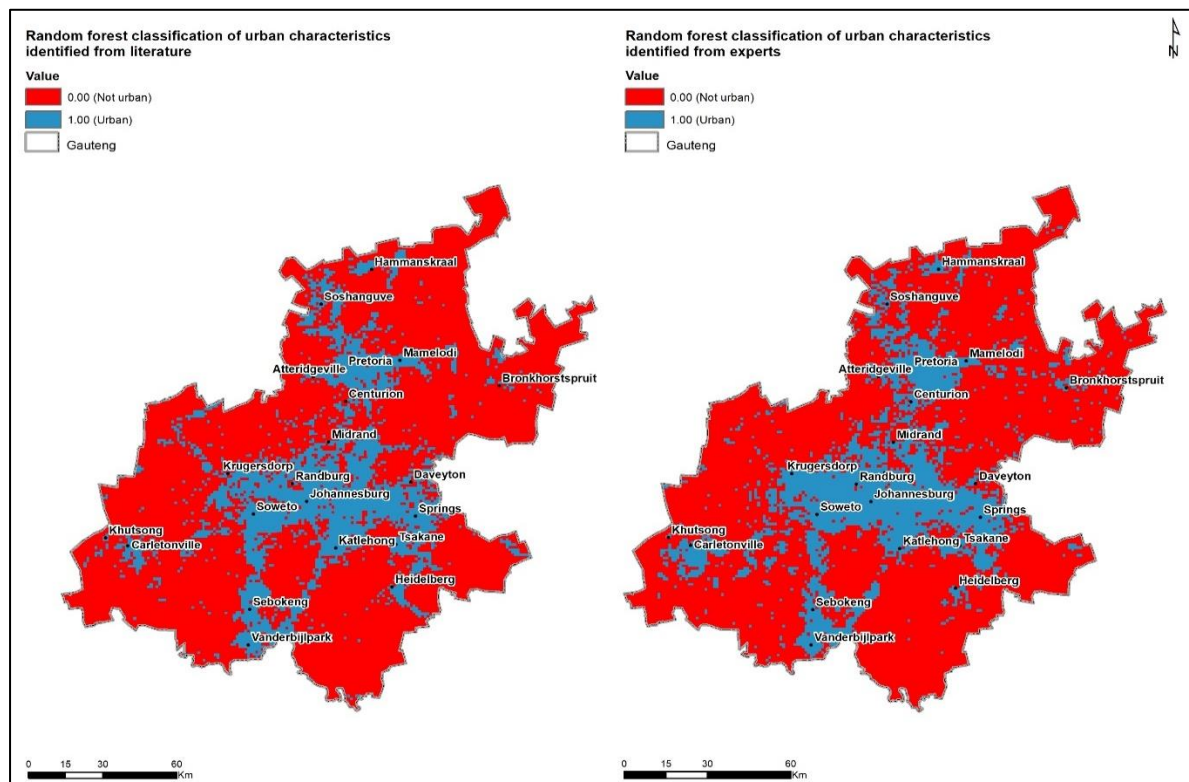 Random forest classification of urban characteristics
identified from literature
Value
0.00 (Not urban)
1.00 (Urban)
Gauteng
Hammanskraal
Soshanguve
Pretoria
Mamelodi
Atteridgeville
Bronkhorstspruit
Centurion
Midrand
Krugersdorp
Randburg
Daveyton
Johannesburg
Soweto
Springs
Khutsong
Carletonville
Katlehong
Tsakane
Heidelberg
Sebokeng
Vanderbijlpark
0 15 30 60
Km
Random forest classification of urban characteristics
identified from experts
Value
0.00 (Not urban)
1.00 (Urban)
Gauteng
N
Hammanskraal
Soshanguve
Pretoria
Mamelodi
Atteridgeville
Bronkhorstspruit
Centurion
Midrand
Krugersdorp
Randburg
Daveyton
Johannesburg
Soweto
Springs
Khutsong
Carletonville
Katlehong
Tsakane
Heidelberg
Sebokeng
Vanderbijlpark
0 15 30 60
Km